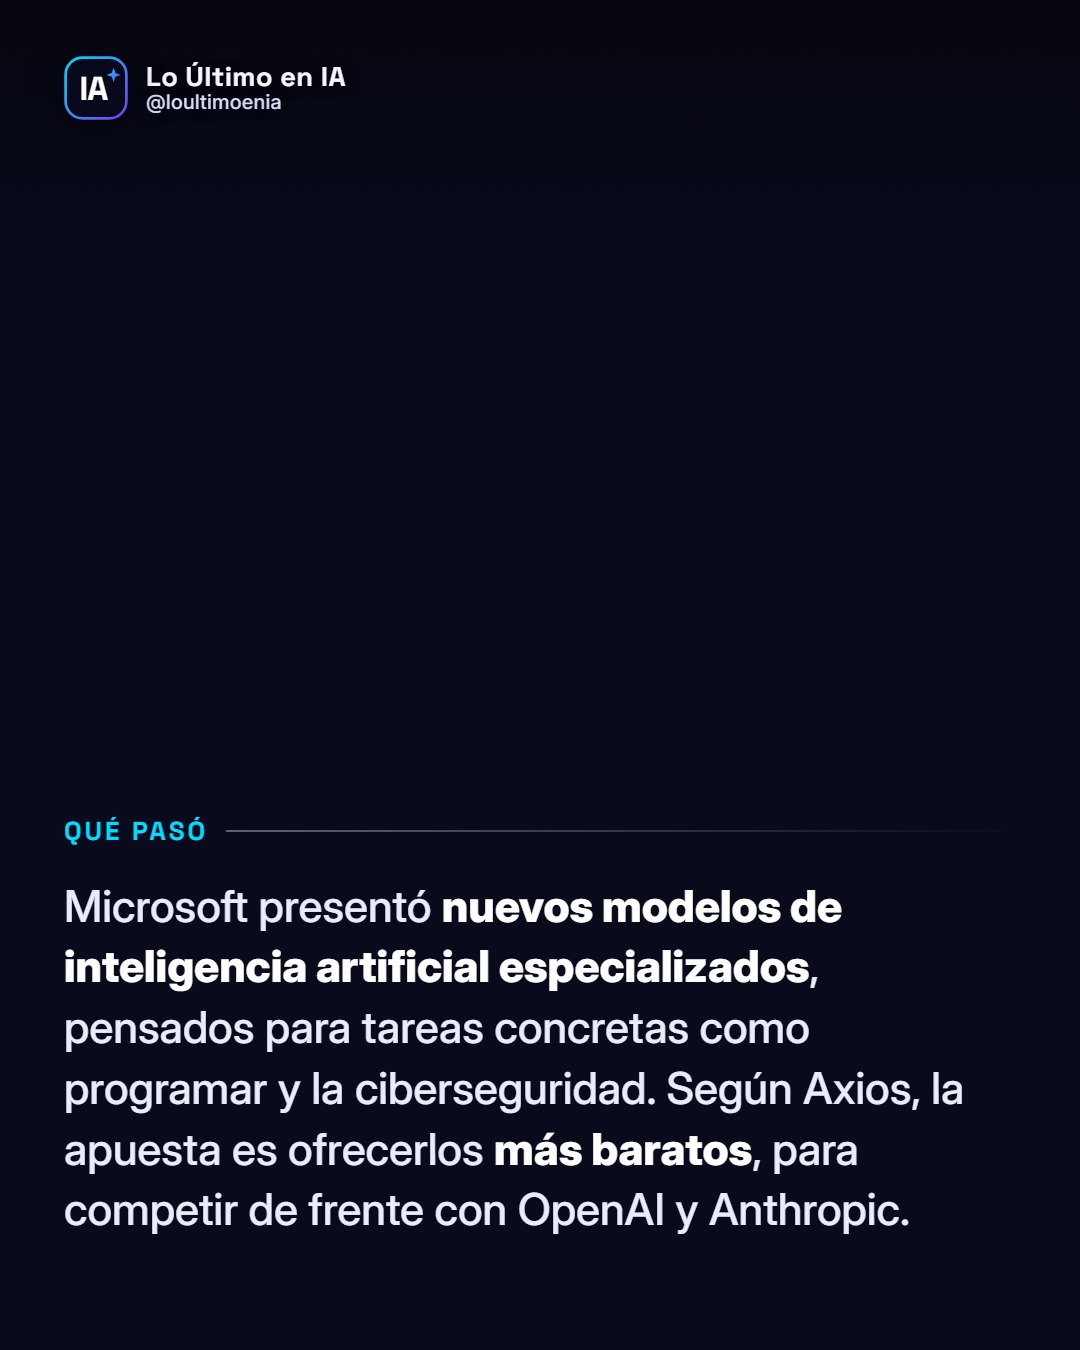 IA
Lo Último en IA
@loultimoenia
QUÉ PASÓ
Microsoft presentó nuevos modelos de
inteligencia artificial especializados,
pensados para tareas concretas como
programar y la ciberseguridad. Según Axios, la
apuesta es ofrecerlos más baratos, para
competir de frente con OpenAI y Anthropic.